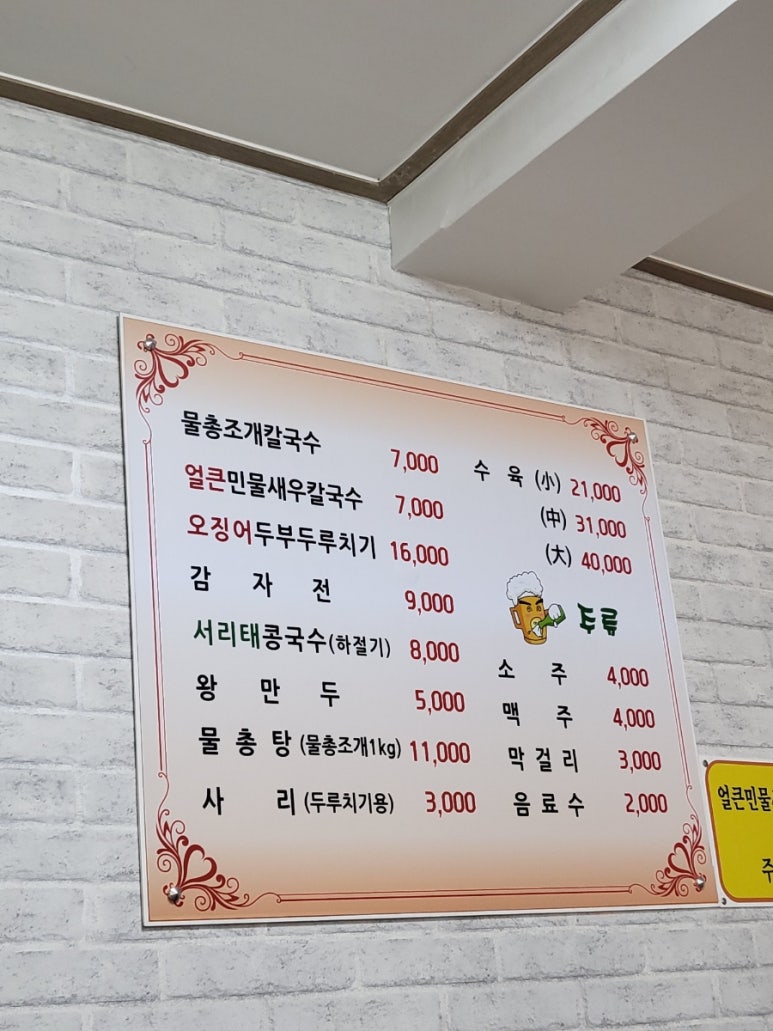 물총조개칼국수 7,000
얼큰민물새우칼국수 7,000
오징어두부두루치기 16,000
감 자 전 9,000
서리태콩국수(하절기) 8,000
왕 만 두 5,000
물 총 탕 (물총조개1kg) 11,000
사 리 (두루치기용) 3,000
수 육 (小) 21,000
(中) 31,000
(大) 40,000
주류
소 주 4,000
맥 주 4,000
막 걸 리 3,000
음 료 수 2,000
얼큰민물
주